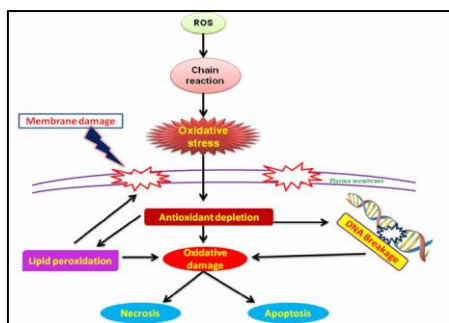 ROS
Chain
reaction
Membrane damage
Oxidative
stress
Plasma membrane
Antioxidant depletion
DNA Breakage
Lipid peroxidation
Oxidative
damage
Necrosis
Apoptosis